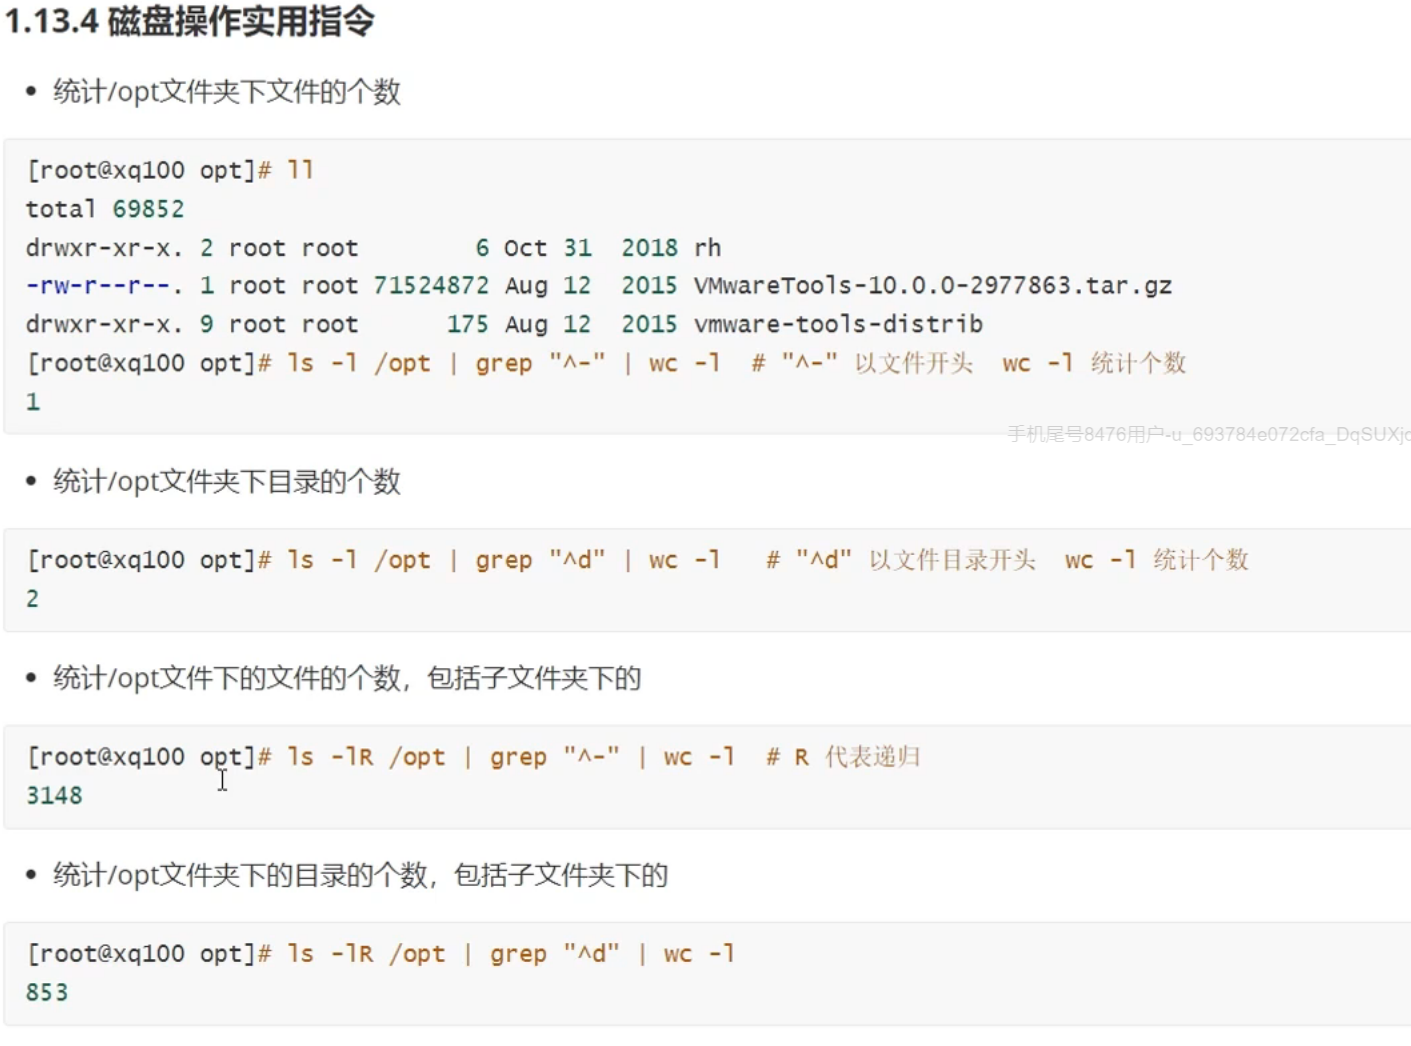 1.13.4 磁盘操作实用指令
• 统计/opt文件夹下文件的个数
[root@xq100 opt]# ll
total 69852
drwxr-xr-x. 2 root root        6 Oct 31  2018 rh
-rw-r--r--. 1 root root 71524872 Aug 12  2015 VMwareTools-10.0.0-2977863.tar.gz
drwxr-xr-x. 9 root root      175 Aug 12  2015 vmware-tools-distrib
[root@xq100 opt]# ls -l /opt | grep "^-" | wc -l  # "^-" 以文件开头  wc -l 统计个数
1
手机尾号8476用户-u_693784e072cfa_DqSUXj
• 统计/opt文件夹下目录的个数
[root@xq100 opt]# ls -l /opt | grep "^d" | wc -l   # "^d" 以文件目录开头  wc -l 统计个数
2
• 统计/opt文件下的文件的个数，包括子文件夹下的
[root@xq100 opt]# ls -lR /opt | grep "^-" | wc -l  # R 代表递归
3148
• 统计/opt文件夹下的目录的个数，包括子文件夹下的
[root@xq100 opt]# ls -lR /opt | grep "^d" | wc -l
853